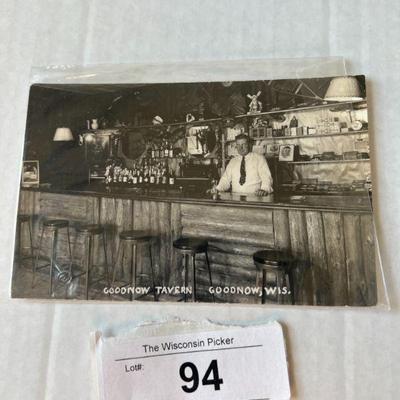 GOODNOW TAVERN GOODNOW, WIS.
The Wisconsin Picker
Lot#:
94